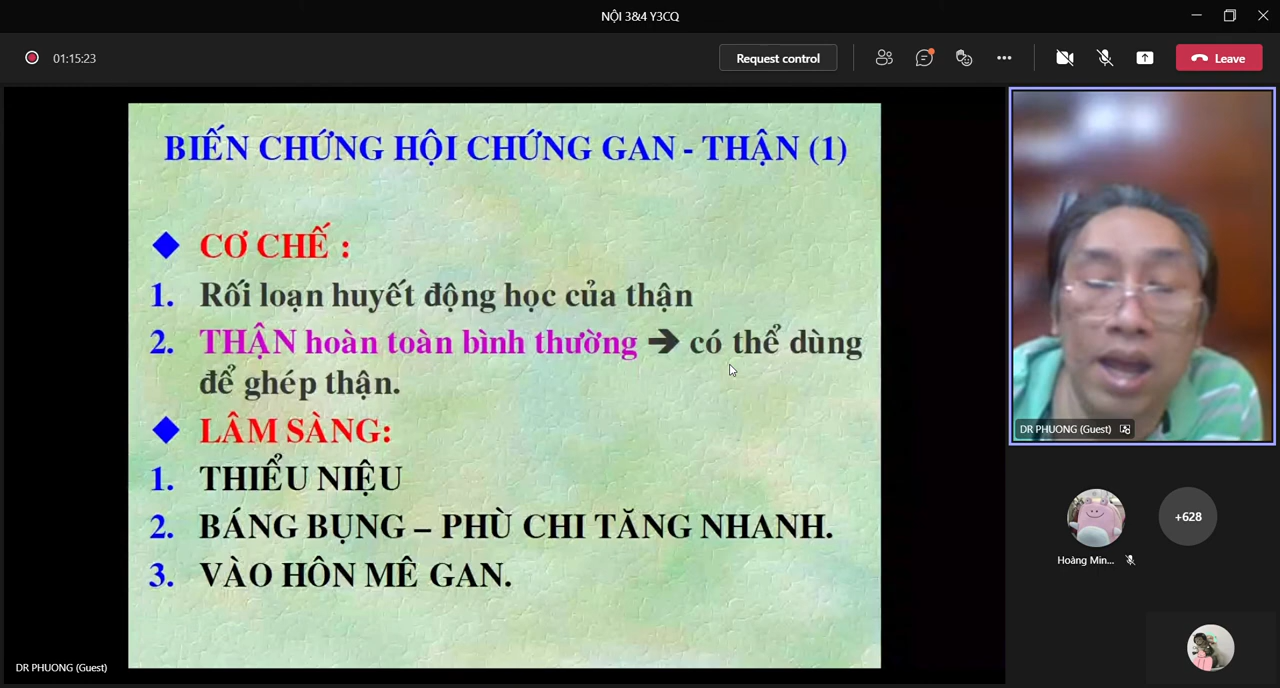 NỘI 3&4 Y3CQ
01:15:23
Request control
Leave
BIẾN CHỨNG HỘI CHỨNG GAN - THẬN (1)
CƠ CHẾ :
1. Rối loạn huyết động học của thận
2. THẬN hoàn toàn bình thường ➔ có thể dùng
để ghép thận.
LÂM SÀNG:
1. THIỂU NIỆU
2. BÁNG BỤNG – PHÙ CHI TĂNG NHANH.
3. VÀO HÔN MÊ GAN.
DR PHUONG (Guest)
DR PHUONG (Guest)
+628
Hoàng Min...